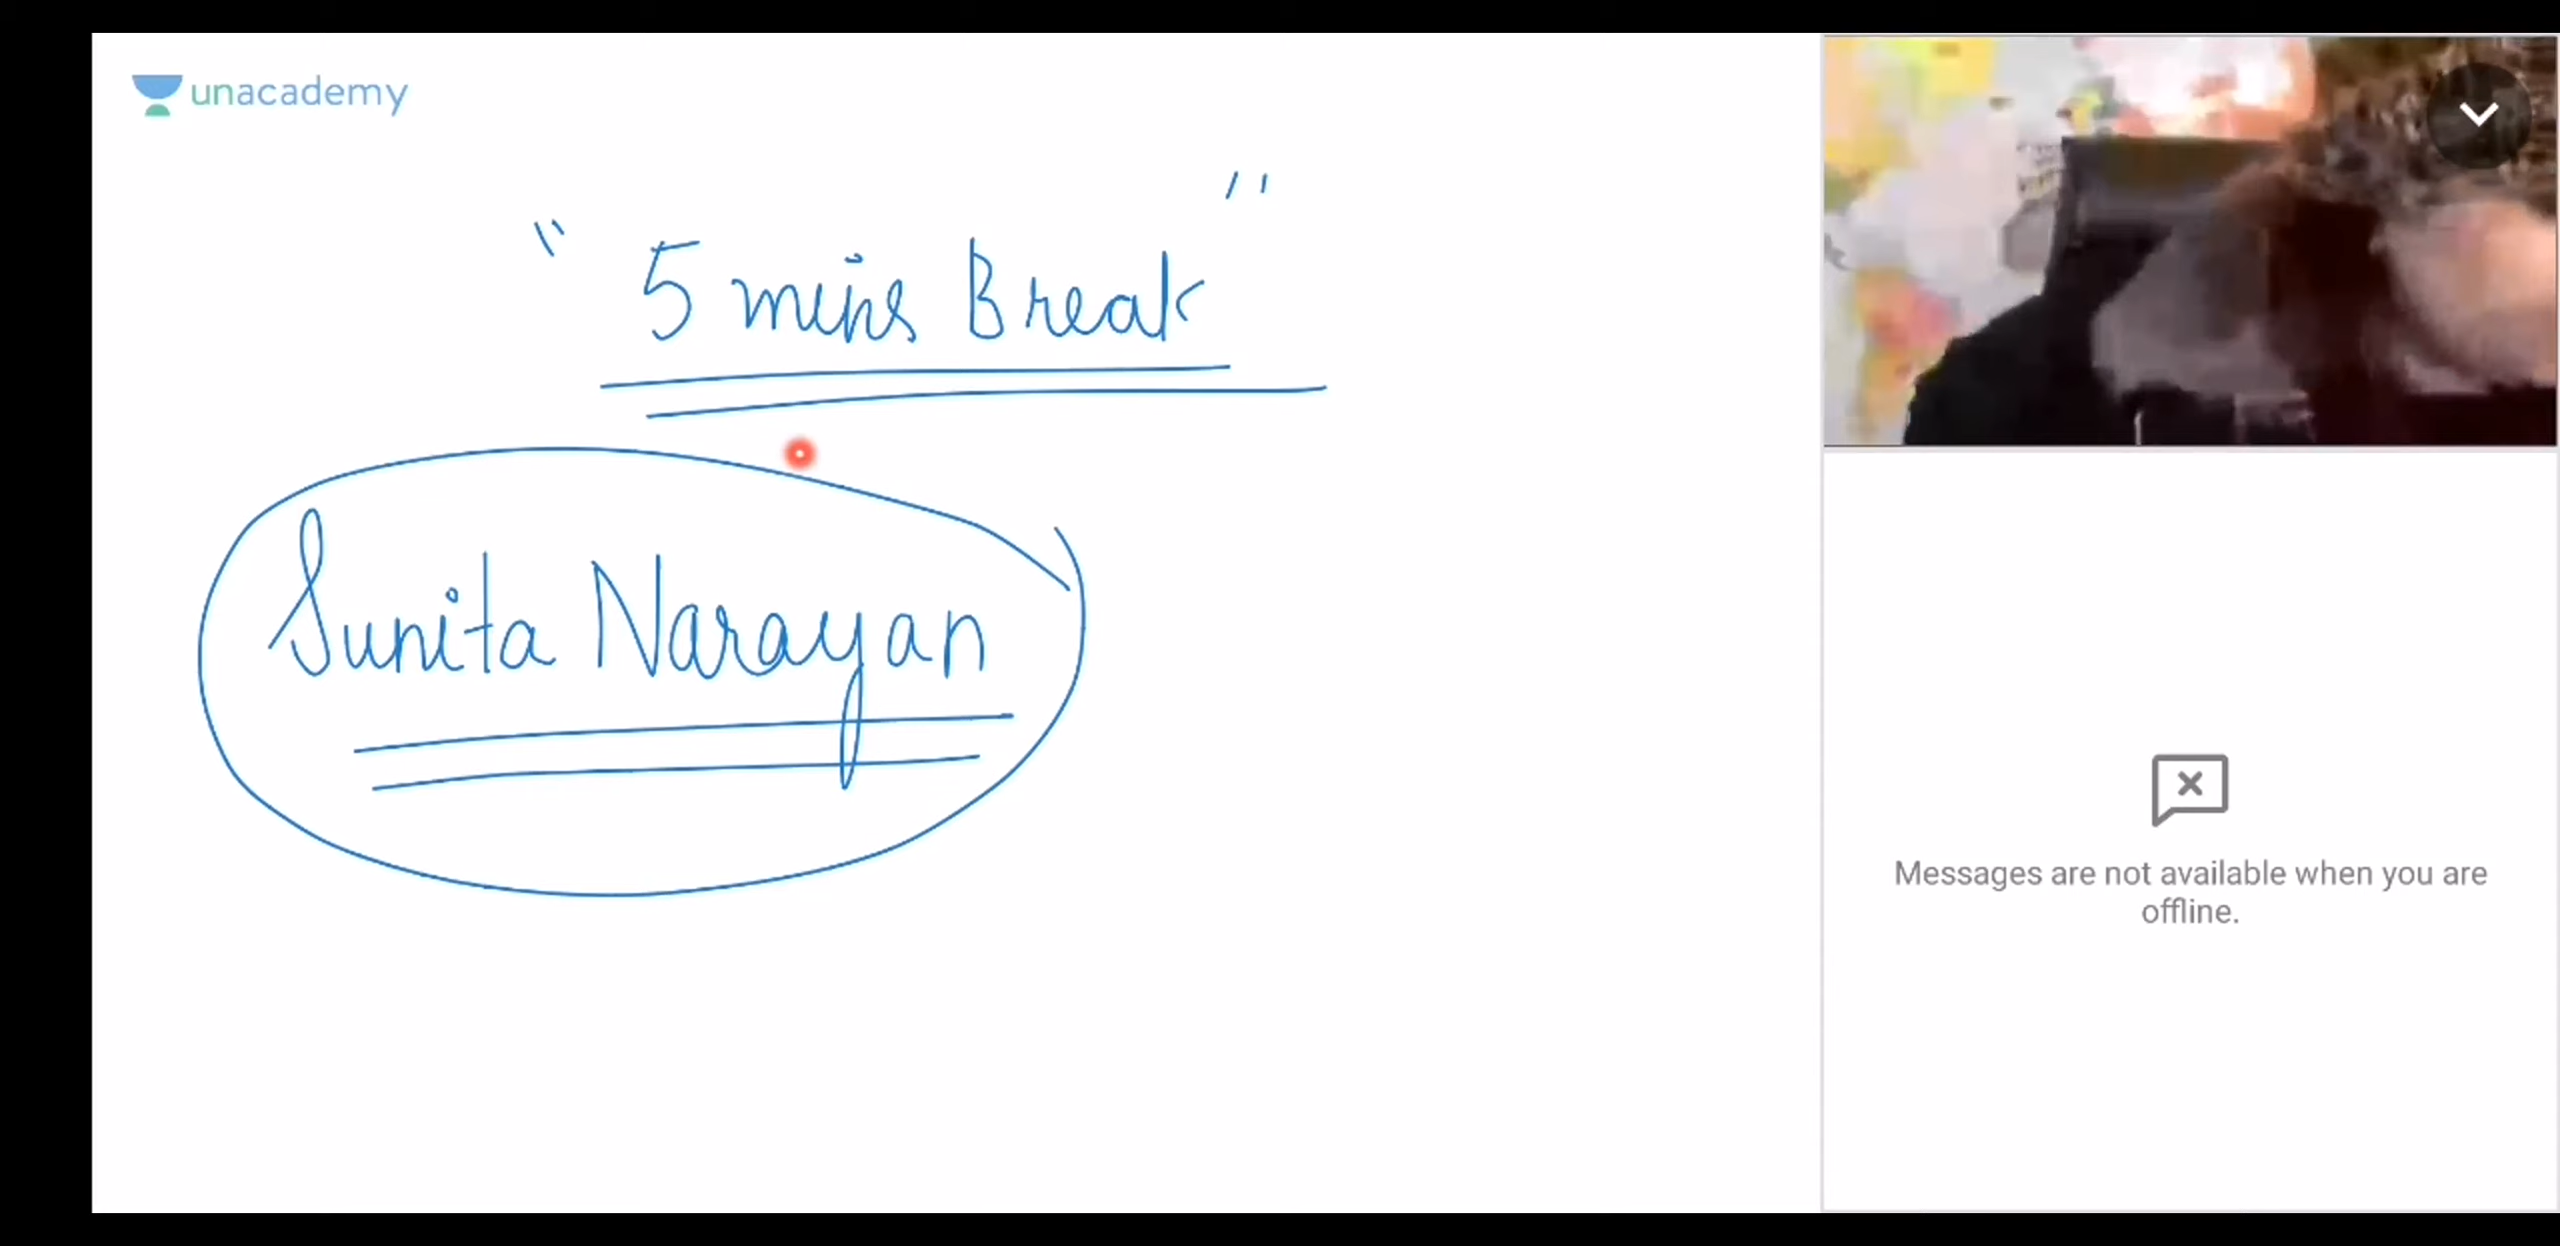 unacademy
" 5 mins Break "
Sunita Narayan
Messages are not available when you are
offline.